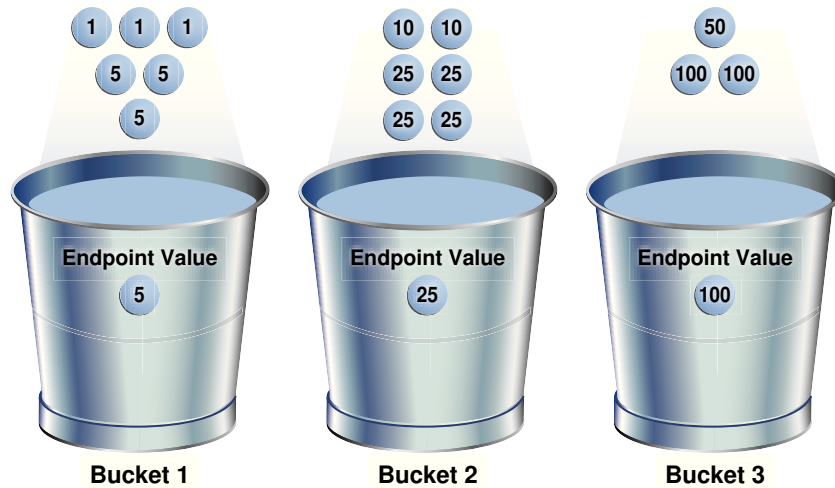 1 1 1
5 5
5
Endpoint Value
5
Bucket 1
10 10
25 25
25 25
Endpoint Value
25
Bucket 2
50
100 100
Endpoint Value
100
Bucket 3